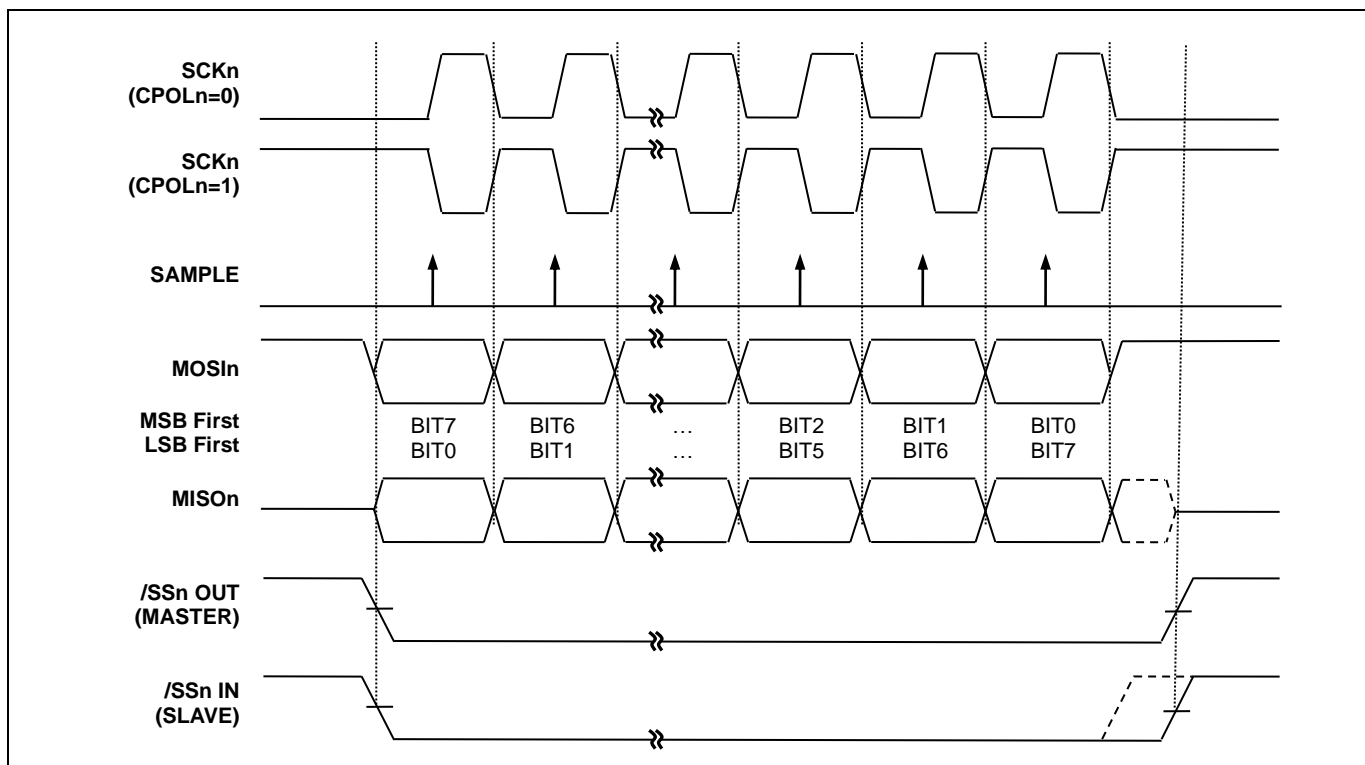 SCKn
(CPOLn=0)
SCKn
(CPOLn=1)
SAMPLE
MOSIn
MSB First BIT7 BIT6 … BIT2 BIT1 BIT0
LSB First BIT0 BIT1 … BIT5 BIT6 BIT7
MISOn
/SSn OUT
(MASTER)
/SSn IN
(SLAVE)